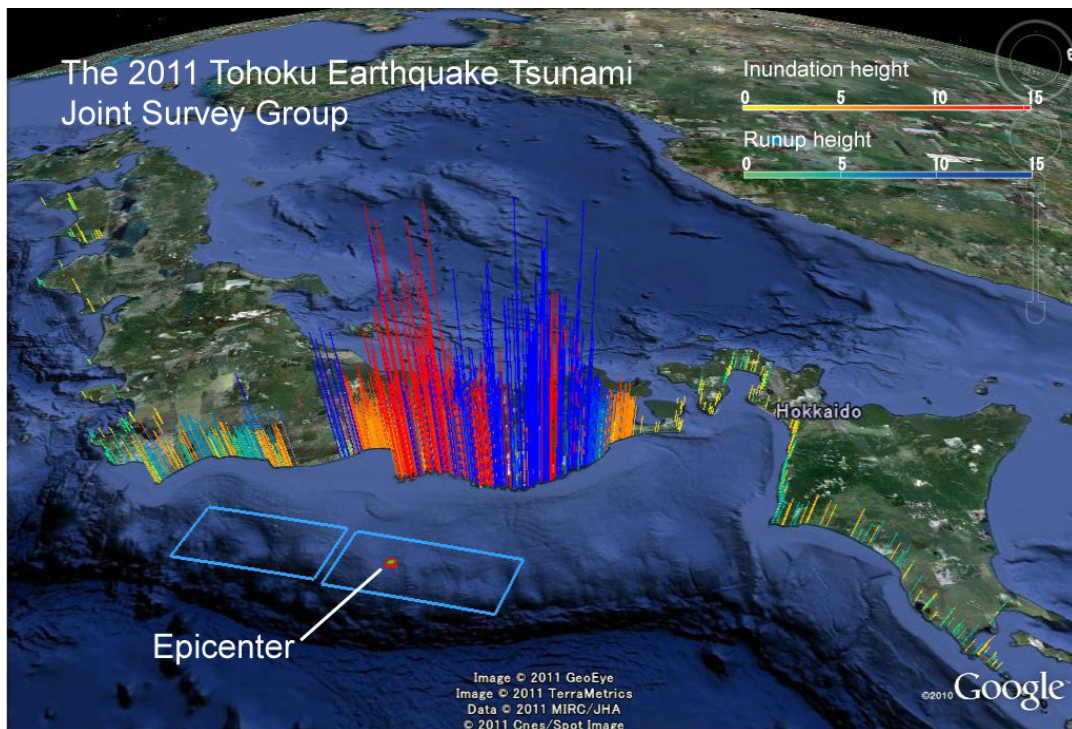 The 2011 Tohoku Earthquake Tsunami
Joint Survey Group
Inundation height
0 5 10 15
Runup height
0 5 10 15
Hokkaido
Epicenter
Image © 2011 GeoEye
Image © 2011 TerraMetrics
Data © 2011 MIRC/JHA
© 2011 Cnes/Spot Image
©2010 Google